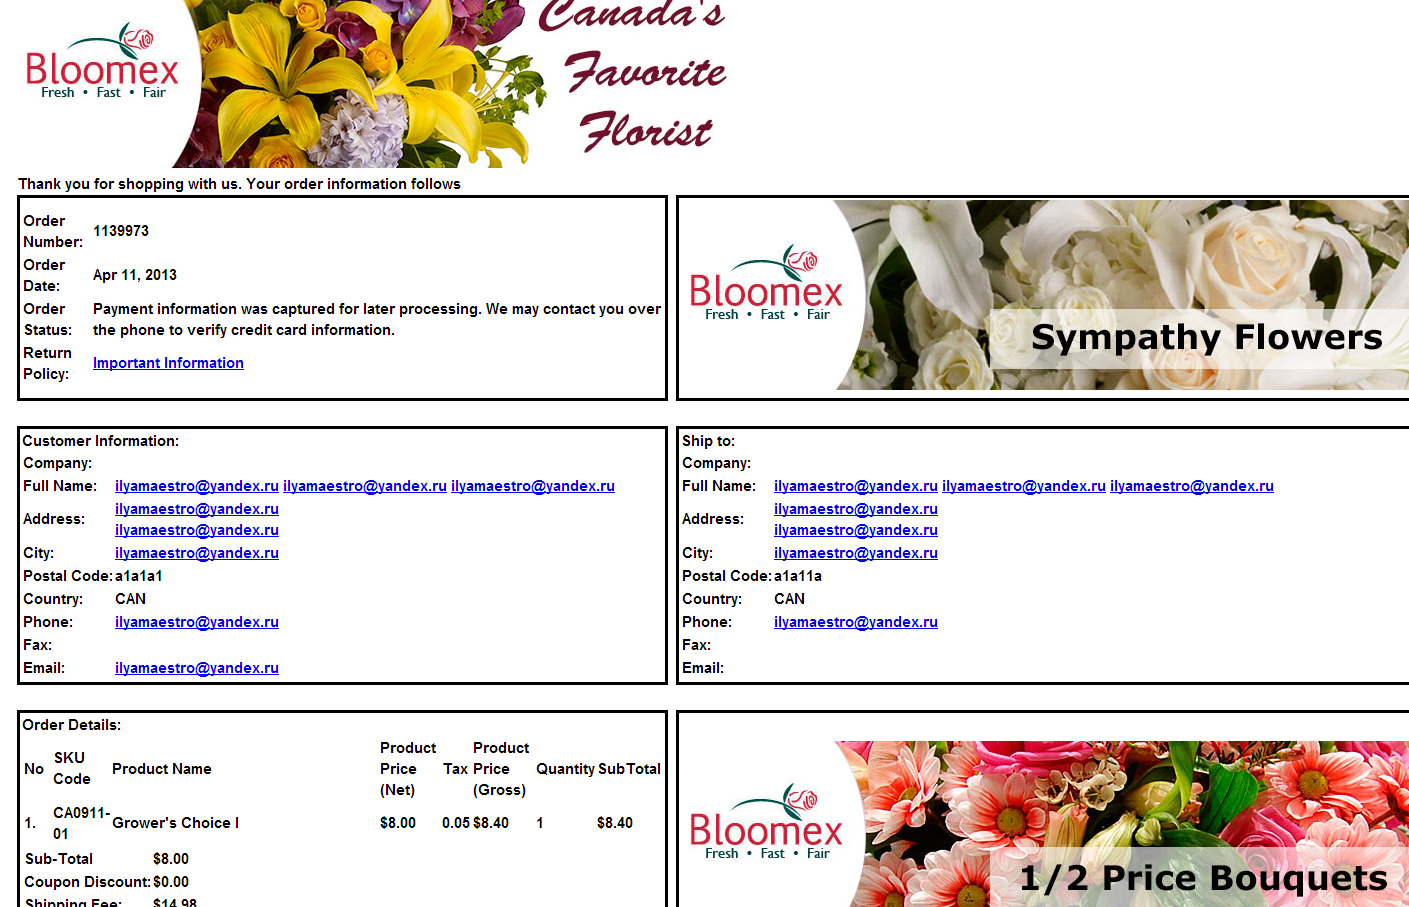 Canada's
Favorite
Florist
Bloomex
Fresh • Fast • Fair
Thank you for shopping with us. Your order information follows
Order Number: 1139973
Order Date: Apr 11, 2013
Order Status: Payment information was captured for later processing. We may contact you over the phone to verify credit card information.
Return Policy: Important Information
Bloomex
Fresh • Fast • Fair
Sympathy Flowers
Customer Information:
Company:
Full Name: ilyamaestro@yandex.ru ilyamaestro@yandex.ru ilyamaestro@yandex.ru
Address: ilyamaestro@yandex.ru
ilyamaestro@yandex.ru
City: ilyamaestro@yandex.ru
Postal Code: a1a1a1
Country: CAN
Phone: ilyamaestro@yandex.ru
Fax:
Email: ilyamaestro@yandex.ru
Ship to:
Company:
Full Name: ilyamaestro@yandex.ru ilyamaestro@yandex.ru ilyamaestro@yandex.ru
Address: ilyamaestro@yandex.ru
ilyamaestro@yandex.ru
City: ilyamaestro@yandex.ru
Postal Code: a1a11a
Country: CAN
Phone: ilyamaestro@yandex.ru
Fax:
Email:
Order Details:
No SKU Code Product Name Product Price (Net) Tax Product Price (Gross) Quantity SubTotal
1. CA0911-01 Grower's Choice I $8.00 0.05 $8.40 1 $8.40
Sub-Total $8.00
Coupon Discount: $0.00
Shipping Fee: $14.98
Bloomex
Fresh • Fast • Fair
1/2 Price Bouquets